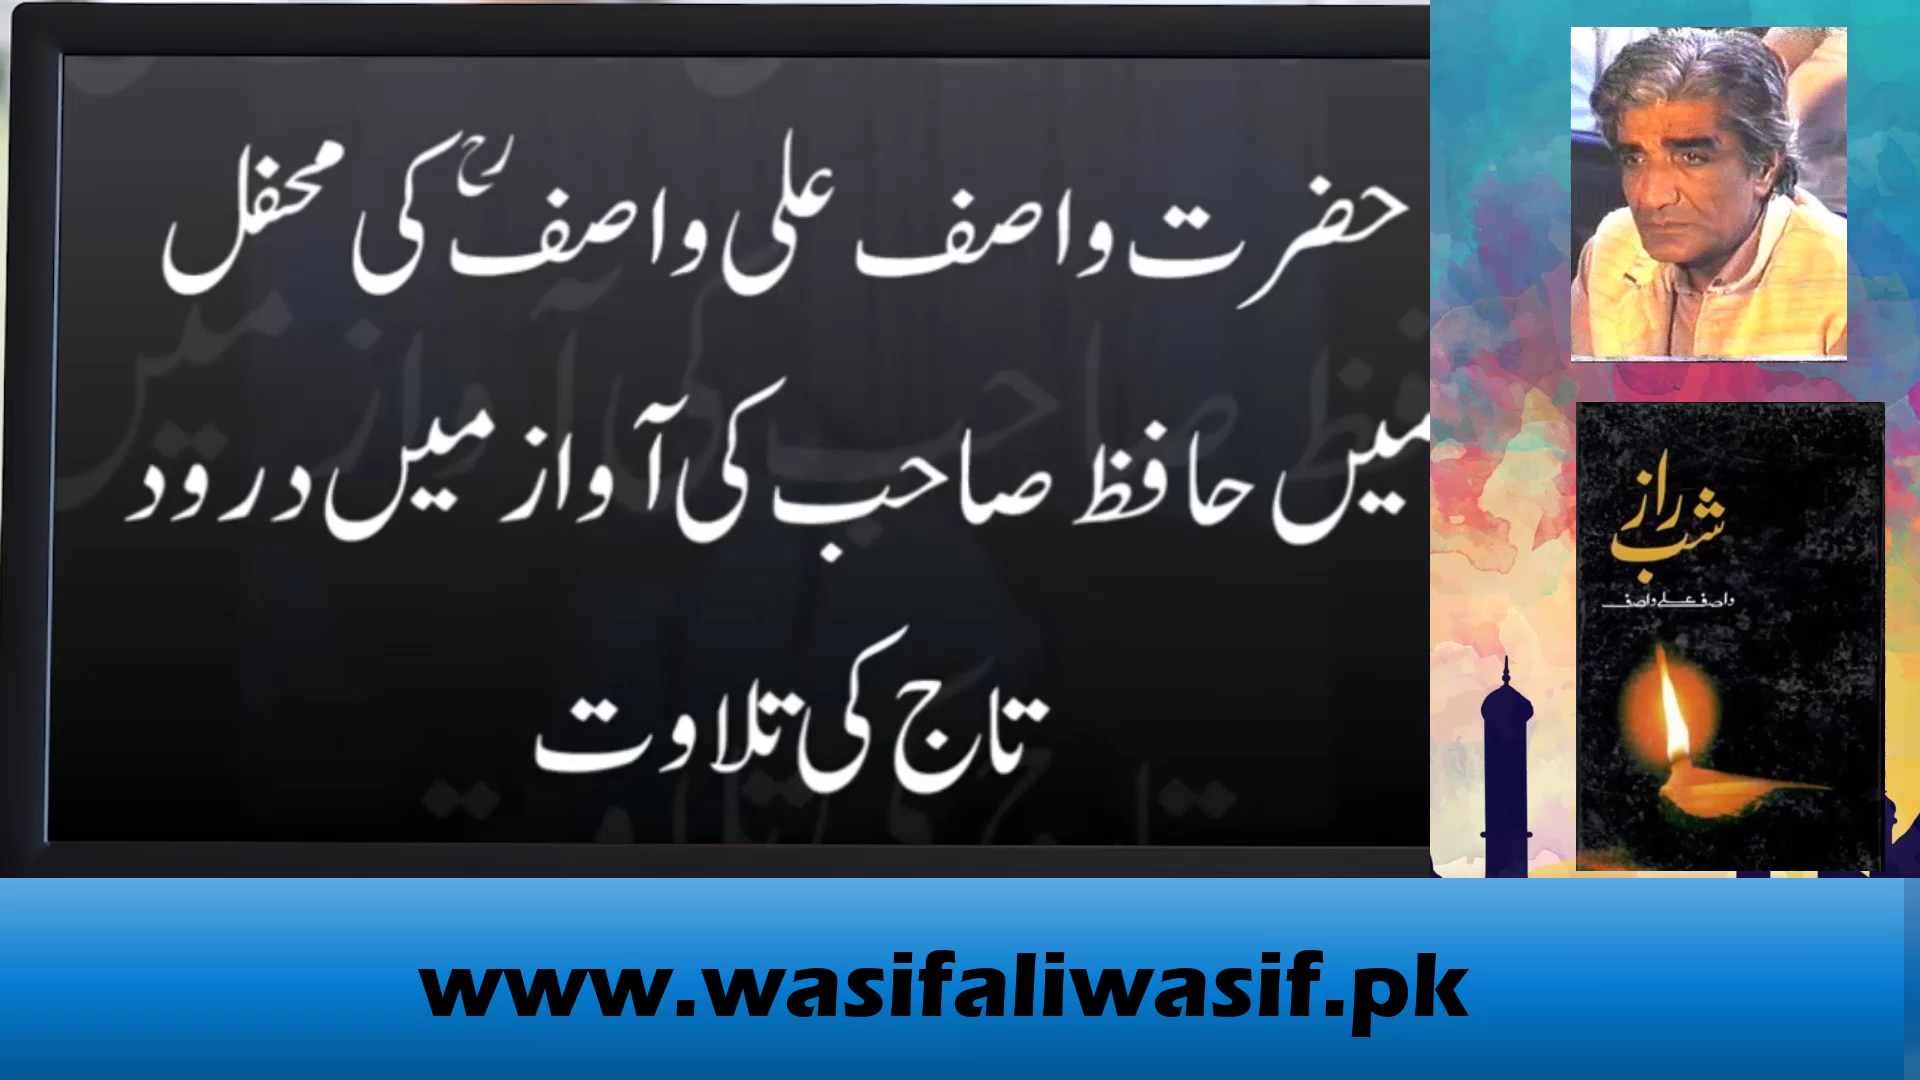 حضرت واصف علی واصفؒ کی محفل
میں حافظ صاحب کی آواز میں درود
تاج کی تلاوت
شب راز
واصف علی واصف
www.wasifaliwasif.pk